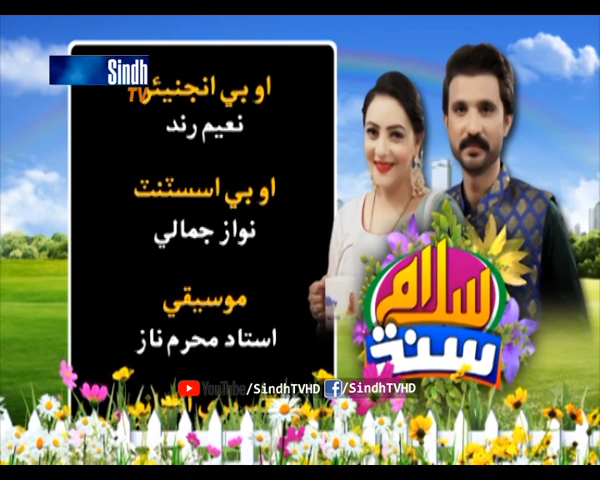 Sindh
TV
او بي انجنيئر
نعيم رند
او بي اسسٽنٽ
نواز جمالي
موسيقي
استاد محرم ناز
سلام
سنڌ
YouTube/SindhTVHD f/SindhTVHD